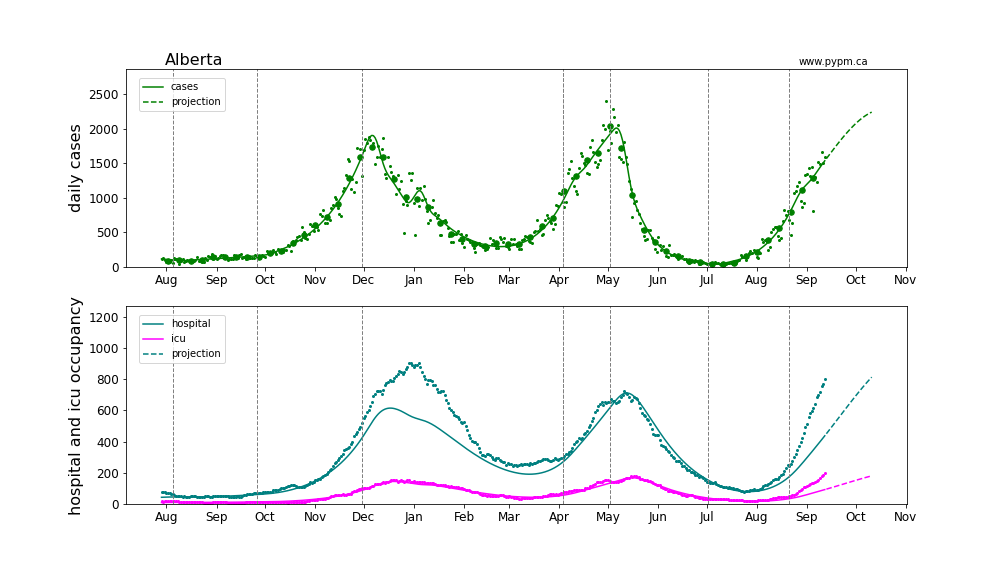 Alberta
www.pypm.ca
daily cases
cases
projection
2500
2000
1500
1000
500
0
Aug Sep Oct Nov Dec Jan Feb Mar Apr May Jun Jul Aug Sep Oct Nov
hospital and icu occupancy
hospital
icu
projection
1200
1000
800
600
400
200
0
Aug Sep Oct Nov Dec Jan Feb Mar Apr May Jun Jul Aug Sep Oct Nov